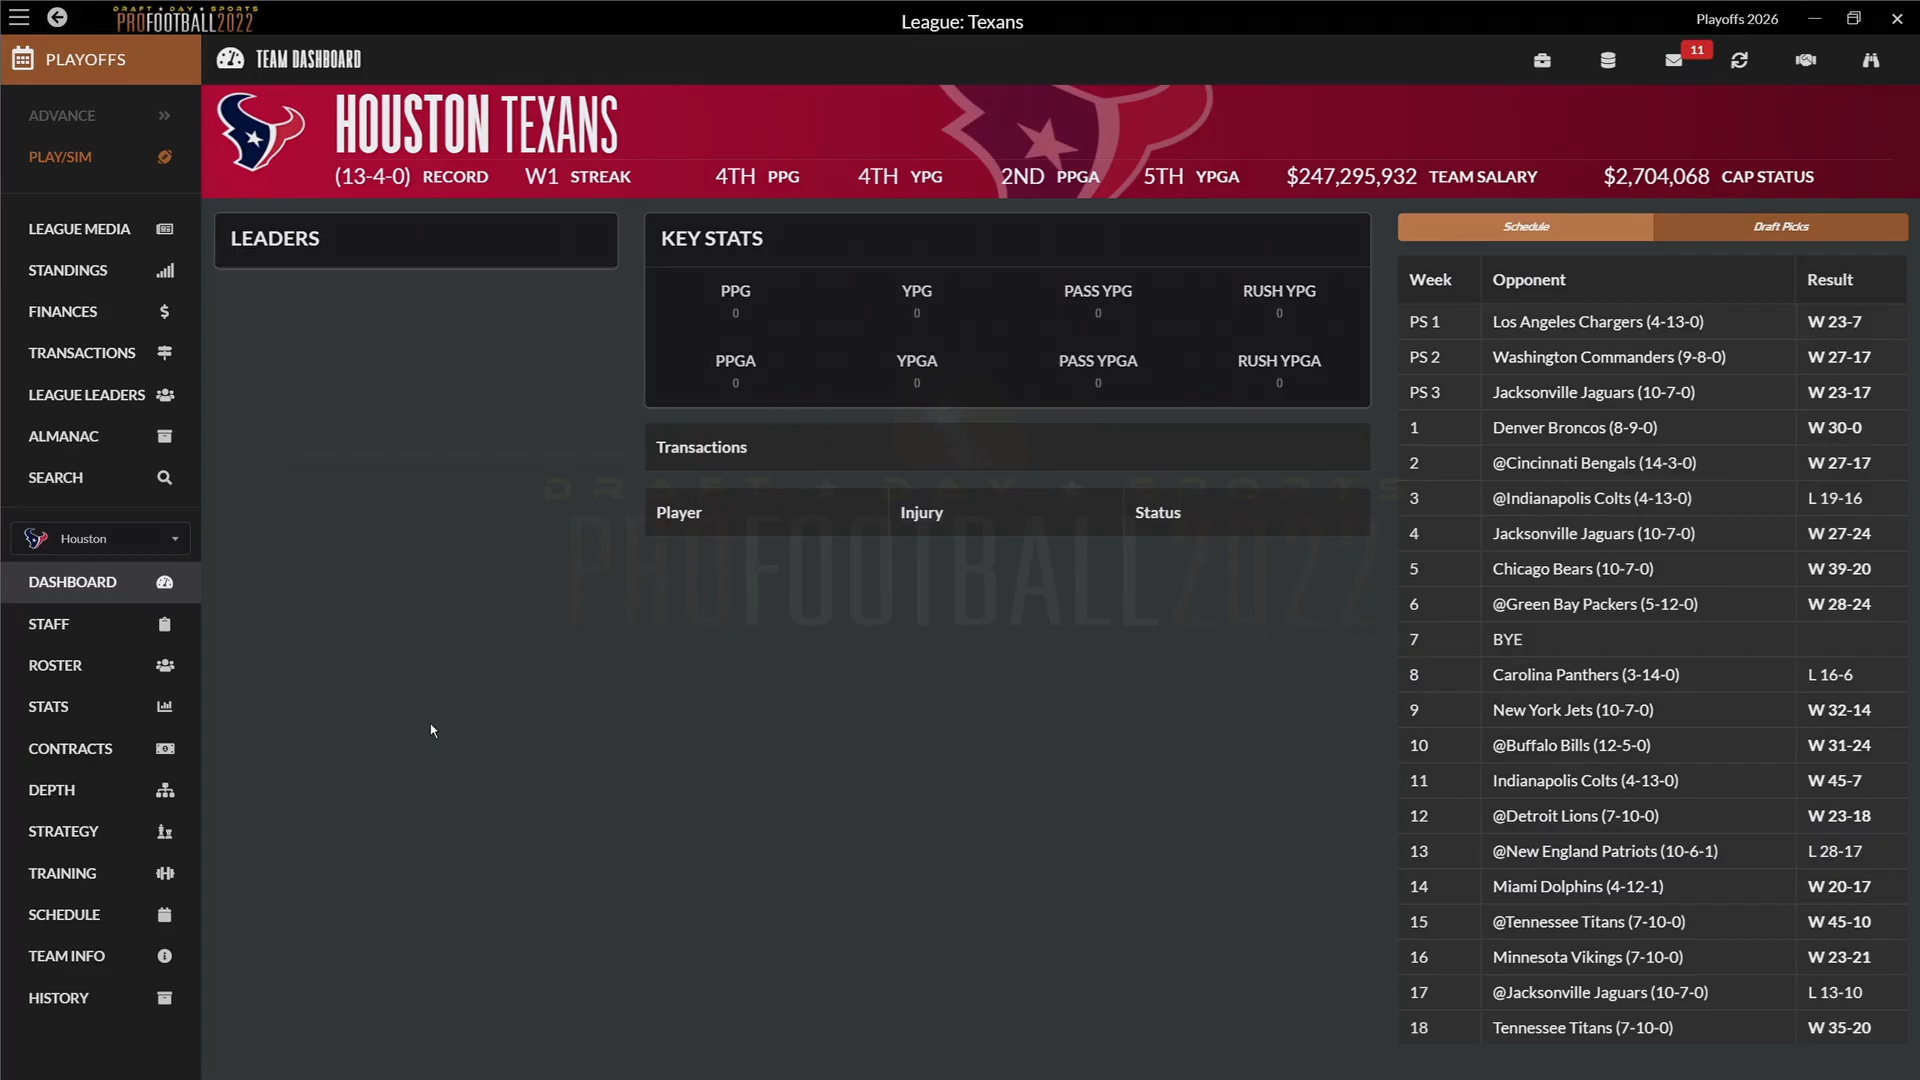 DRAFT DAY SPORTS
PROFOOTBALL2022
League: Texans
Playoffs 2026
PLAYOFFS
TEAM DASHBOARD
11
ADVANCE
PLAY/SIM
HOUSTON TEXANS
(13-4-0) RECORD W1 STREAK 4TH PPG 4TH YPG 2ND PPGA 5TH YPGA $247,295,932 TEAM SALARY $2,704,068 CAP STATUS
LEAGUE MEDIA
STANDINGS
FINANCES
TRANSACTIONS
LEAGUE LEADERS
ALMANAC
SEARCH
Houston
DASHBOARD
STAFF
ROSTER
STATS
CONTRACTS
DEPTH
STRATEGY
TRAINING
SCHEDULE
TEAM INFO
HISTORY
LEADERS
KEY STATS
PPG YPG PASS YPG RUSH YPG
0 0 0 0
PPGA YPGA PASS YPGA RUSH YPGA
0 0 0 0
Transactions
Player Injury Status
DRAFT DAY SPORTS
PROFOOTBALL2022
Schedule Draft Picks
Week Opponent Result
PS 1 Los Angeles Chargers (4-13-0) W 23-7
PS 2 Washington Commanders (9-8-0) W 27-17
PS 3 Jacksonville Jaguars (10-7-0) W 23-17
1 Denver Broncos (8-9-0) W 30-0
2 @Cincinnati Bengals (14-3-0) W 27-17
3 @Indianapolis Colts (4-13-0) L 19-16
4 Jacksonville Jaguars (10-7-0) W 27-24
5 Chicago Bears (10-7-0) W 39-20
6 @Green Bay Packers (5-12-0) W 28-24
7 BYE
8 Carolina Panthers (3-14-0) L 16-6
9 New York Jets (10-7-0) W 32-14
10 @Buffalo Bills (12-5-0) W 31-24
11 Indianapolis Colts (4-13-0) W 45-7
12 @Detroit Lions (7-10-0) W 23-18
13 @New England Patriots (10-6-1) L 28-17
14 Miami Dolphins (4-12-1) W 20-17
15 @Tennessee Titans (7-10-0) W 45-10
16 Minnesota Vikings (7-10-0) W 23-21
17 @Jacksonville Jaguars (10-7-0) L 13-10
18 Tennessee Titans (7-10-0) W 35-20